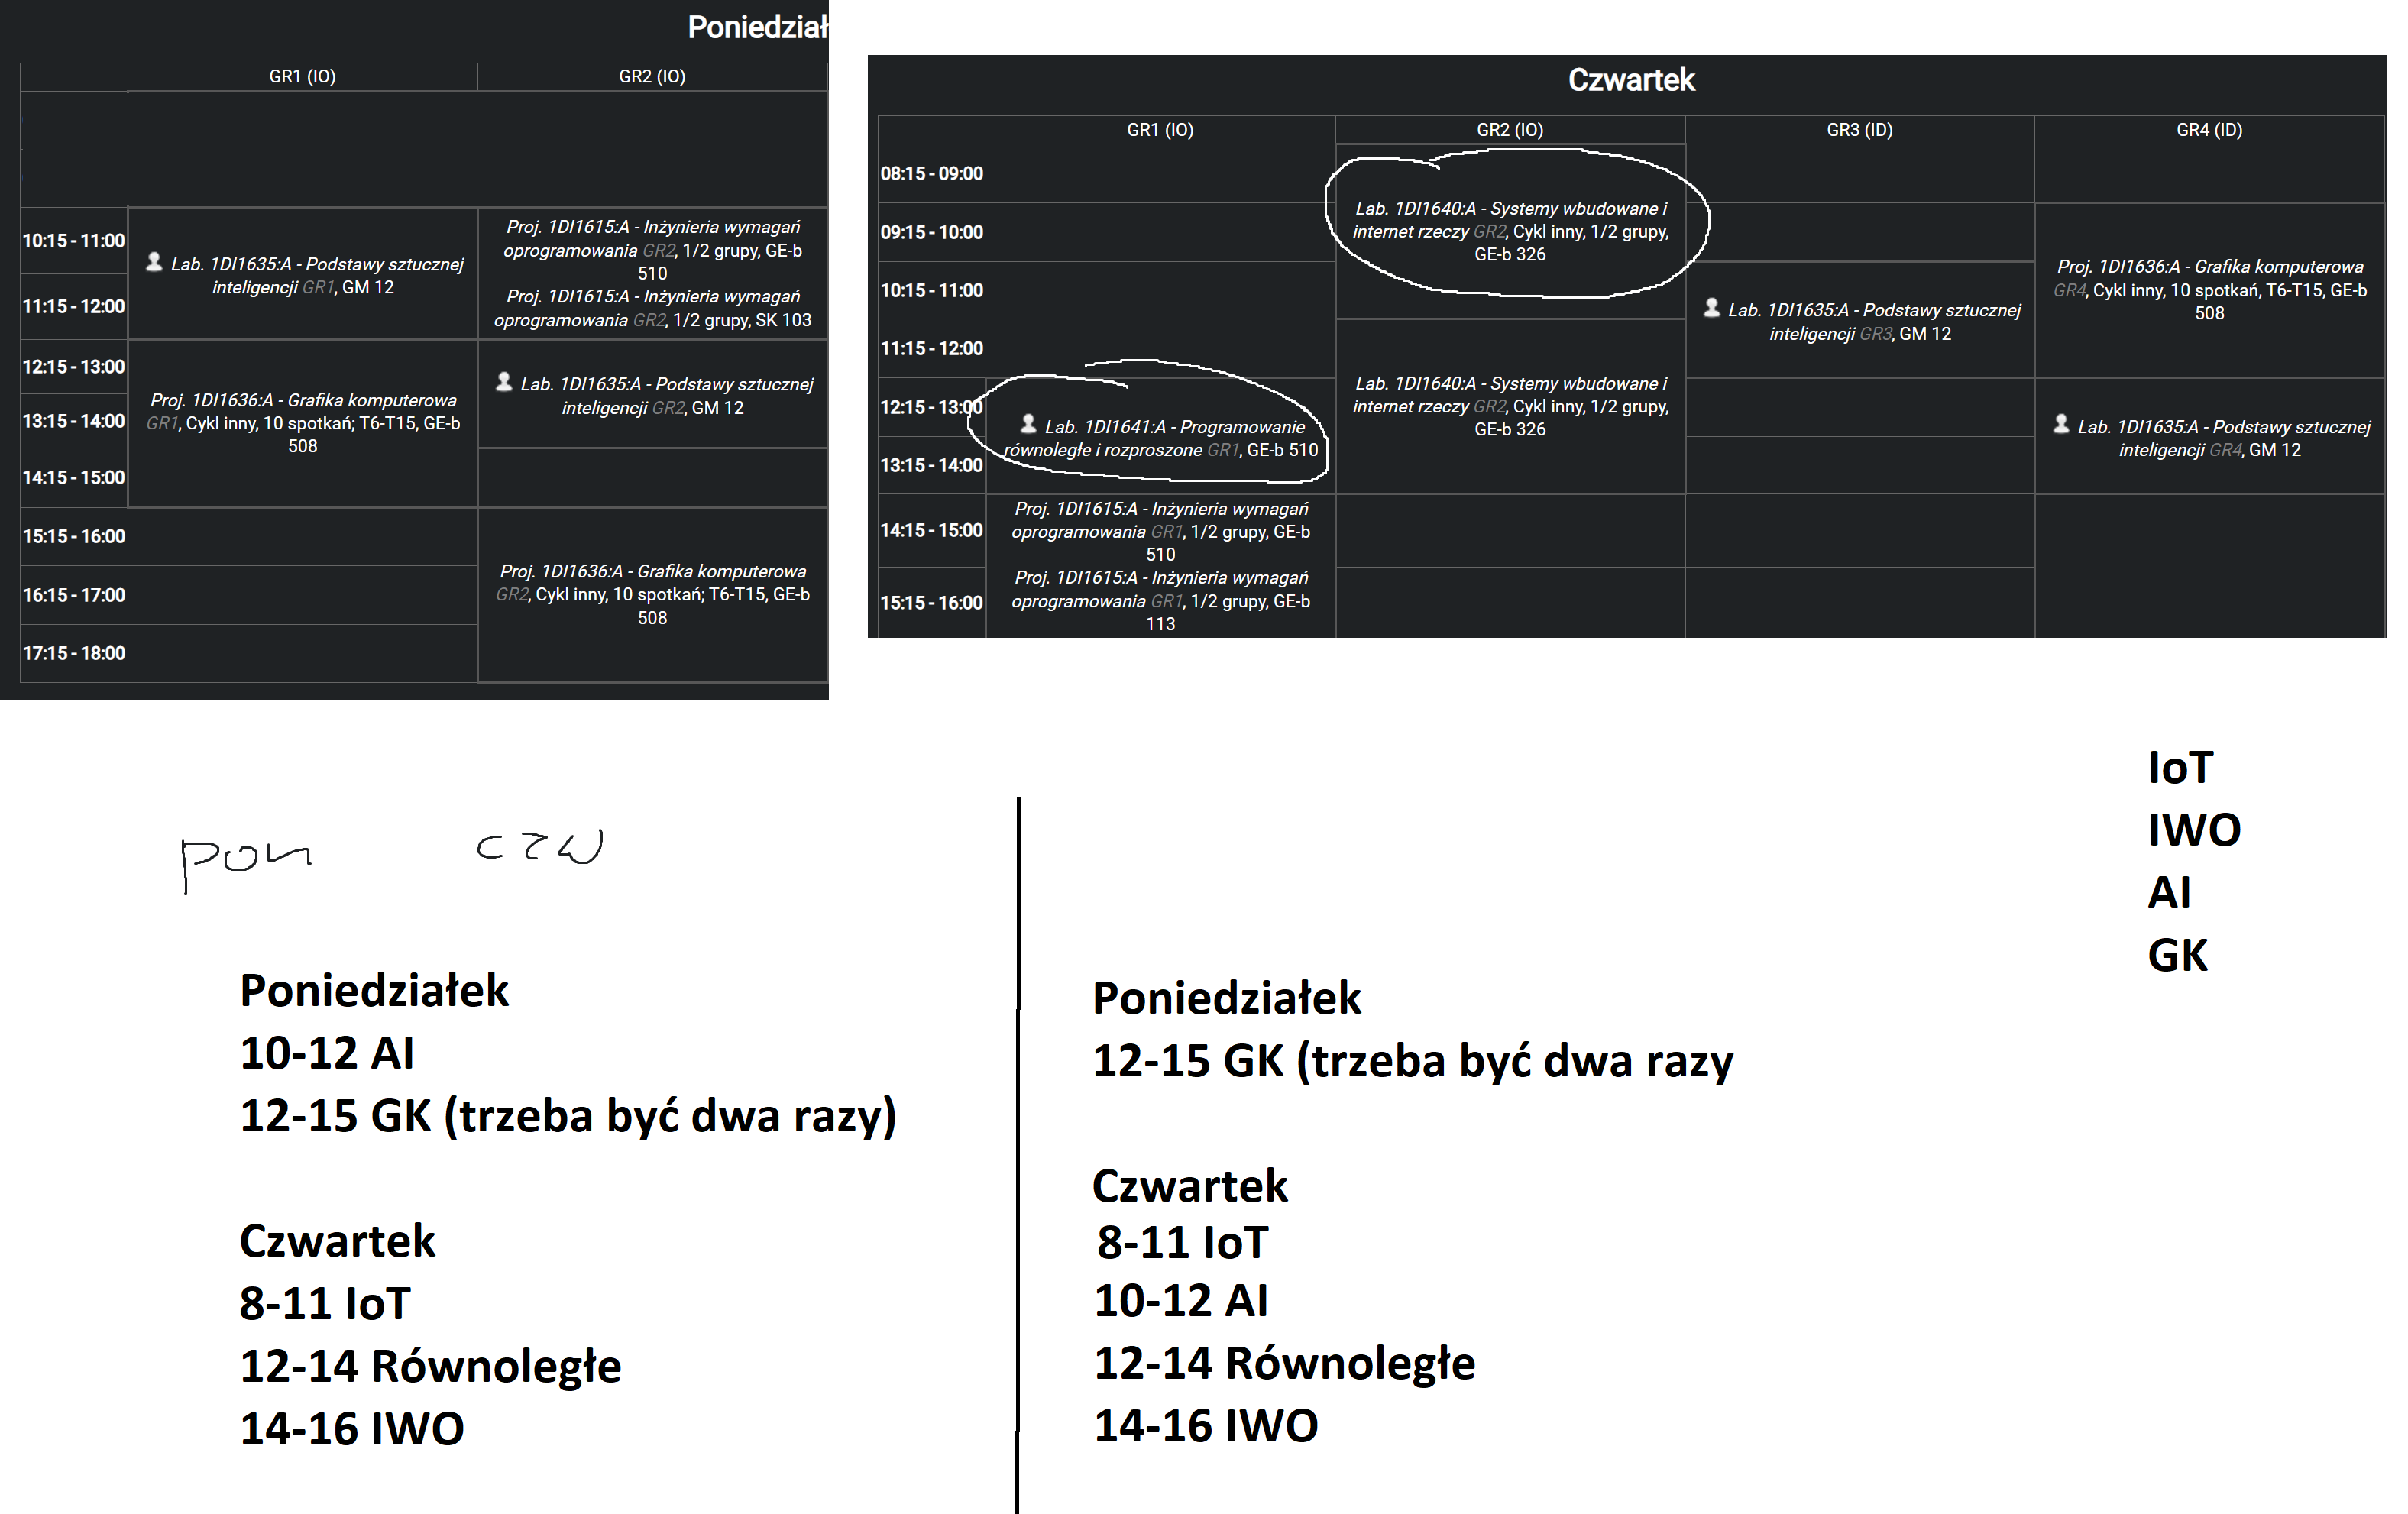 Poniedział
GR1 (IO)
GR2 (IO)
10:15 - 11:00
11:15 - 12:00
12:15 - 13:00
13:15 - 14:00
14:15 - 15:00
15:15 - 16:00
16:15 - 17:00
17:15 - 18:00
Lab. 1DI1635:A - Podstawy sztucznej
inteligencji GR1, GM 12
Proj. 1DI1636:A - Grafika komputerowa
GR1, Cykl inny, 10 spotkań; T6-T15, GE-b
508
Proj. 1DI1615:A - Inżynieria wymagań
oprogramowania GR2, 1/2 grupy, GE-b
510
Proj. 1DI1615:A - Inżynieria wymagań
oprogramowania GR2, 1/2 grupy, SK 103
Lab. 1DI1635:A - Podstawy sztucznej
inteligencji GR2, GM 12
Proj. 1DI1636:A - Grafika komputerowa
GR2, Cykl inny, 10 spotkań; T6-T15, GE-b
508
Czwartek
GR1 (IO)
GR2 (IO)
GR3 (ID)
GR4 (ID)
08:15 - 09:00
09:15 - 10:00
10:15 - 11:00
11:15 - 12:00
12:15 - 13:00
13:15 - 14:00
14:15 - 15:00
15:15 - 16:00
Lab. 1DI1641:A - Programowanie
równoległe i rozproszone GR1, GE-b 510
Proj. 1DI1615:A - Inżynieria wymagań
oprogramowania GR1, 1/2 grupy, GE-b
510
Proj. 1DI1615:A - Inżynieria wymagań
oprogramowania GR1, 1/2 grupy, GE-b
113
Lab. 1DI1640:A - Systemy wbudowane i
internet rzeczy GR2, Cykl inny, 1/2 grupy,
GE-b 326
Lab. 1DI1640:A - Systemy wbudowane i
internet rzeczy GR2, Cykl inny, 1/2 grupy,
GE-b 326
Lab. 1DI1635:A - Podstawy sztucznej
inteligencji GR3, GM 12
Proj. 1DI1636:A - Grafika komputerowa
GR4, Cykl inny, 10 spotkań, T6-T15, GE-b
508
Lab. 1DI1635:A - Podstawy sztucznej
inteligencji GR4, GM 12
pon czw
Poniedziałek
10-12 AI
12-15 GK (trzeba być dwa razy)
Czwartek
8-11 IoT
12-14 Równoległe
14-16 IWO
Poniedziałek
12-15 GK (trzeba być dwa razy
Czwartek
8-11 IoT
10-12 AI
12-14 Równoległe
14-16 IWO
IoT
IWO
AI
GK